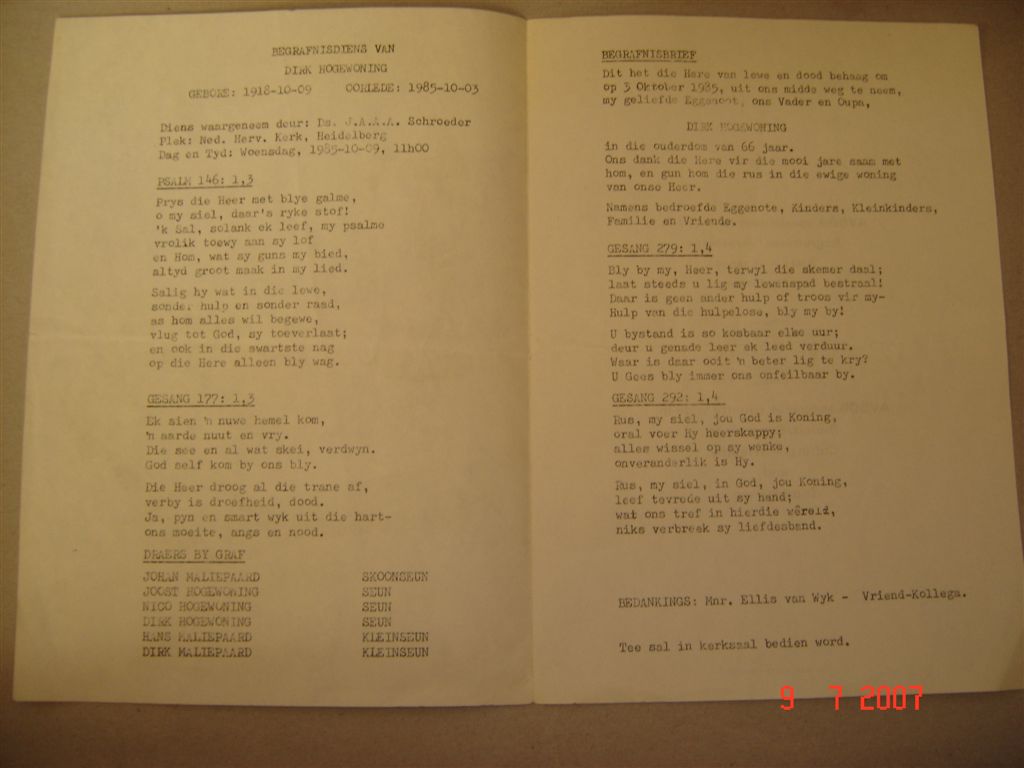 BEGRAFNISDIENS VAN
DIRK HOGEWONING
GEBORE: 1918-10-09 OORLEDE: 1985-10-03
Diens waargeneem deur: Ds. J.A.A.A. Schroeder
Plek: Ned. Herv. Kerk, Heidelberg
Dag en Tyd: Woensdag, 1985-10-09, 11h00
PSALM 146: 1,3
Prys die Heer met blye galme,
o my siel, daar's ryke stof!
'k Sal, solank ek leef, my psalme
vrolik toewy aan sy lof
en Hom, wat sy guns my bied,
altyd groot maak in my lied.
Salig hy wat in die lewe,
sonder hulp en sonder raad,
as hom alles wil begewe,
vlug tot God, sy toeverlaat;
en ook in die swartste nag
op die Here alleen bly wag.
GESANG 177: 1,3
Ek sien 'n nuwe hemel kom,
'n aarde nuut en vry.
Die see en al wat skei, verdwyn.
God self kom by ons bly.
Die Heer droog al die trane af,
verby is droefheid, dood.
Ja, pyn en smart wyk uit die hart-
ons moeite, angs en nood.
DRAERS BY GRAF
JOHAN MALIEPAARD SKOONSEUN
JOOST HOGEWONING SEUN
NICO HOGEWONING SEUN
DIRK HOGEWONING SEUN
HANS MALIEPAARD KLEINSEUN
DIRK MALIEPAARD KLEINSEUN
BEGRAFNISBRIEF
Dit het die Here van lewe en dood behaag om
op 3 Oktober 1985, uit ons midde weg te neem,
my geliefde Eggenoot, ons Vader en Oupa,
DIRK HOGEWONING
in die ouderdom van 66 jaar.
Ons dank die Here vir die mooi jare saam met
hom, en gun hom die rus in die ewige woning
van onse Heer.
Namens bedroefde Eggenote, Kinders, Kleinkinders,
Familie en Vriende.
GESANG 279: 1,4
Bly by my, Heer, terwyl die skemer daal;
laat steeds u lig my lewenspad bestraal!
Daar is geen ander hulp of troos vir my-
Hulp van die hulpelose, bly my by!
U bystand is so kosbaar elke uur;
deur u genade leer ek leed verduur.
Waar is daar ooit 'n beter lig te kry?
U Gees bly immer ons onfeilbaar by.
GESANG 292: 1,4
Rus, my siel, jou God is Koning,
oral voer Hy heerskappy;
alles wissel op sy wenke,
onveranderlik is Hy.
Rus, my siel, in God, jou Koning,
leef tevrede uit sy hand;
wat ons tref in hierdie wêreld,
niks verbreek sy liefdesband.
BEDANKINGS: Mnr. Ellis van Wyk - Vriend-Kollega.
Tee sal in kerksaal bedien word.
9 7 2007